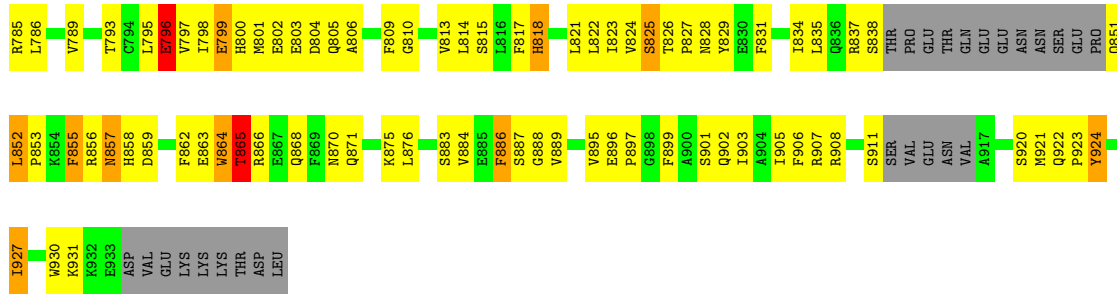 R785 L786 V789 T793 C794 L795 E796 V797 I798 E799 H800 M801 E802 E803 D804 Q805 A806 F809 G810 V813 L814 S815 L816 F817 H818 L821 L822 I823 V824 S825 T826 P827 N828 Y829 E830 F831 I834 L835 Q836 R837 S838 THR PRO GLU THR GLN GLU GLU ASN ASN SER GLU PRO D851
L852 P853 K854 F855 R856 N857 H858 D859 F862 E863 W864 T865 R866 E867 Q868 F869 N870 Q871 K875 L876 S883 V884 E885 F886 S887 G888 V889 V895 E896 P897 G898 F899 A900 S901 Q902 I903 A904 I905 F906 R907 R908 S911 SER VAL GLU ASN VAL A917 S920 M921 Q922 P923 Y924
I927 W930 K931 K932 E933 ASP VAL GLU LYS LYS LYS THR ASP LEU